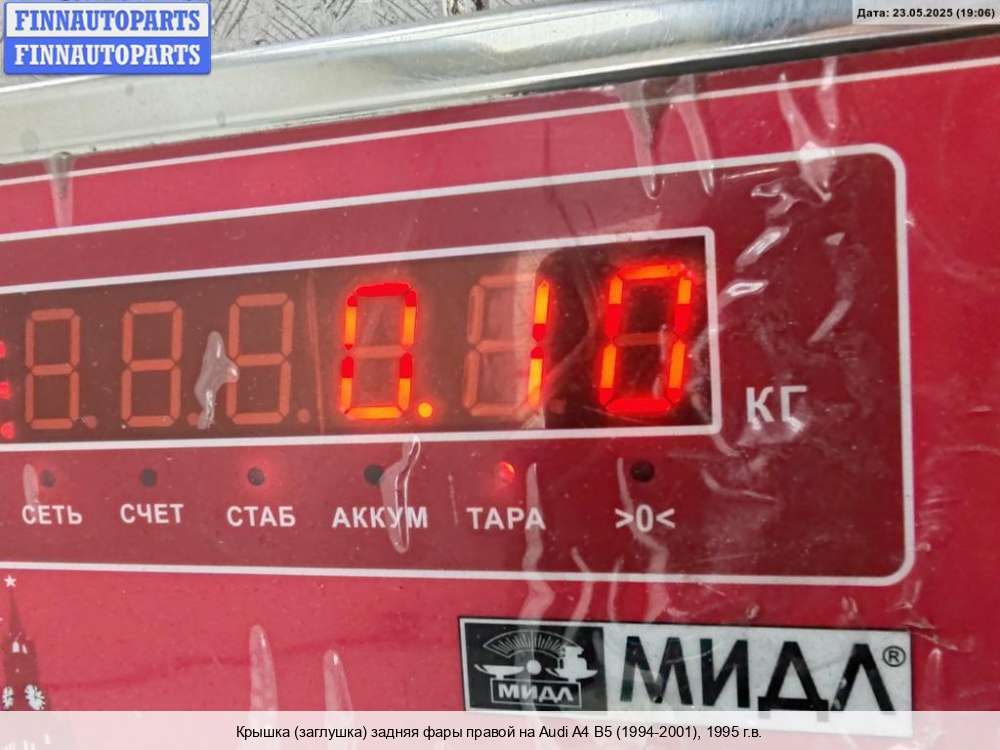 FINNAUTOPARTS
FINNAUTOPARTS
Дата: 23.05.2025 (19:06)
0.10
КГ
СЕТЬ СЧЕТ СТАБ АККУМ ТАРА >0<
МИДЛ
МИДЛ®
Крышка (заглушка) задняя фары правой на Audi A4 B5 (1994-2001), 1995 г.в.